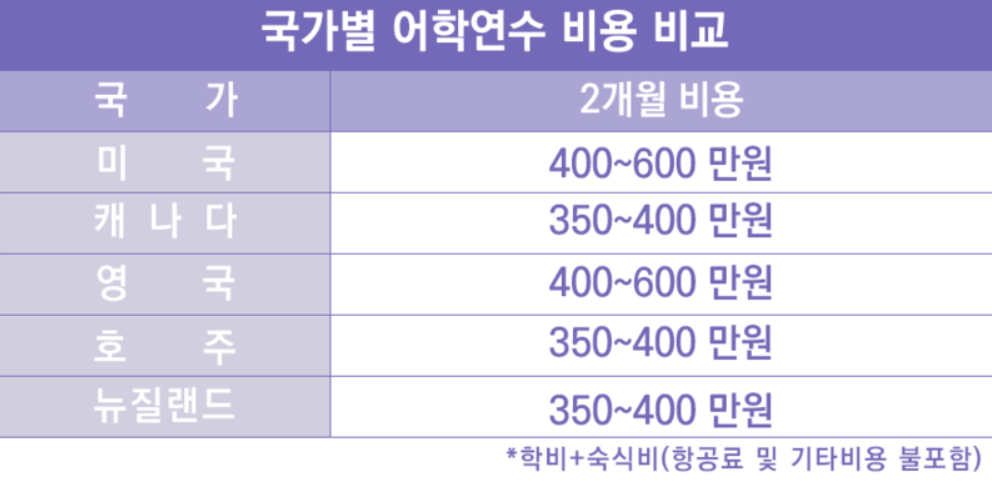 국가별 어학연수 비용 비교
국 가 2개월 비용
미 국 400~600 만원
캐 나 다 350~400 만원
영 국 400~600 만원
호 주 350~400 만원
뉴질랜드 350~400 만원
*학비+숙식비(항공료 및 기타비용 불포함)